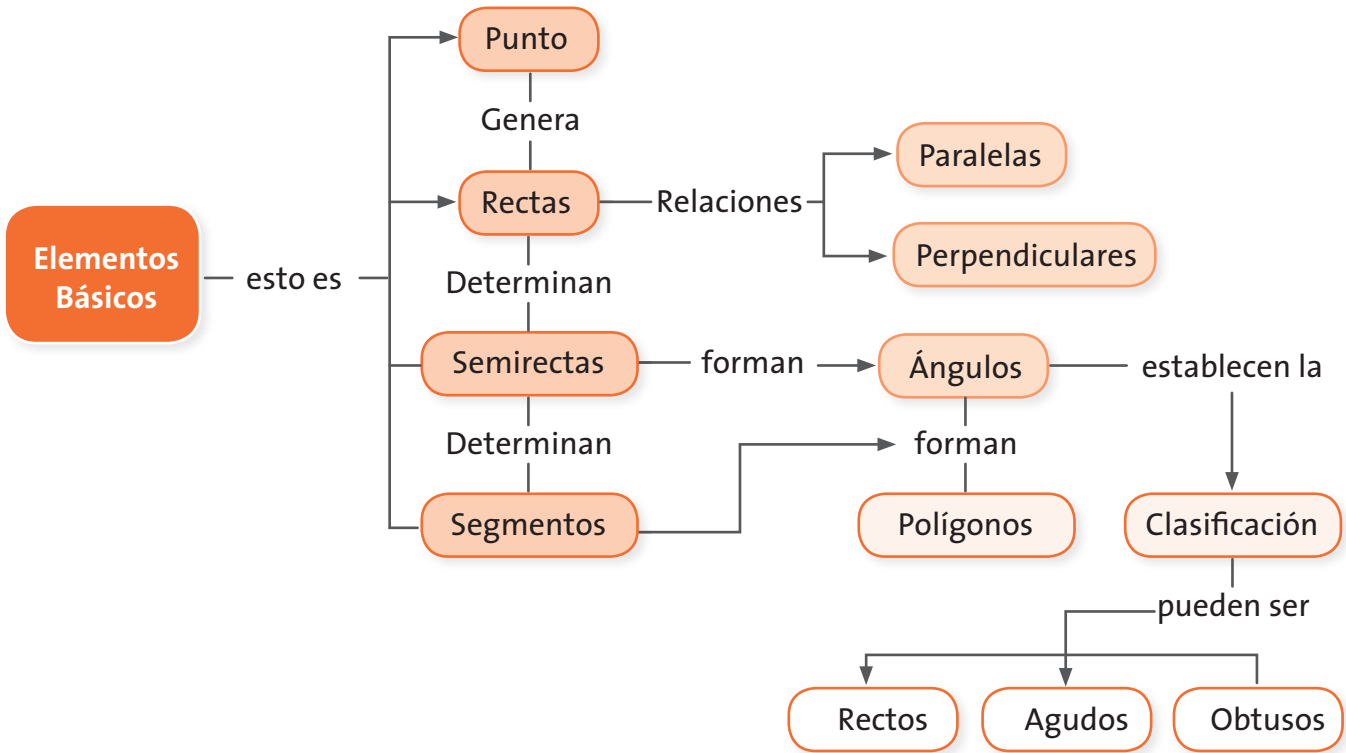 Elementos
Básicos
esto es
Punto
Genera
Rectas
Relaciones
Paralelas
Perpendiculares
Determinan
Semirectas
forman
Ángulos
establecen la
Determinan
forman
Segmentos
Polígonos
Clasificación
pueden ser
Rectos
Agudos
Obtusos